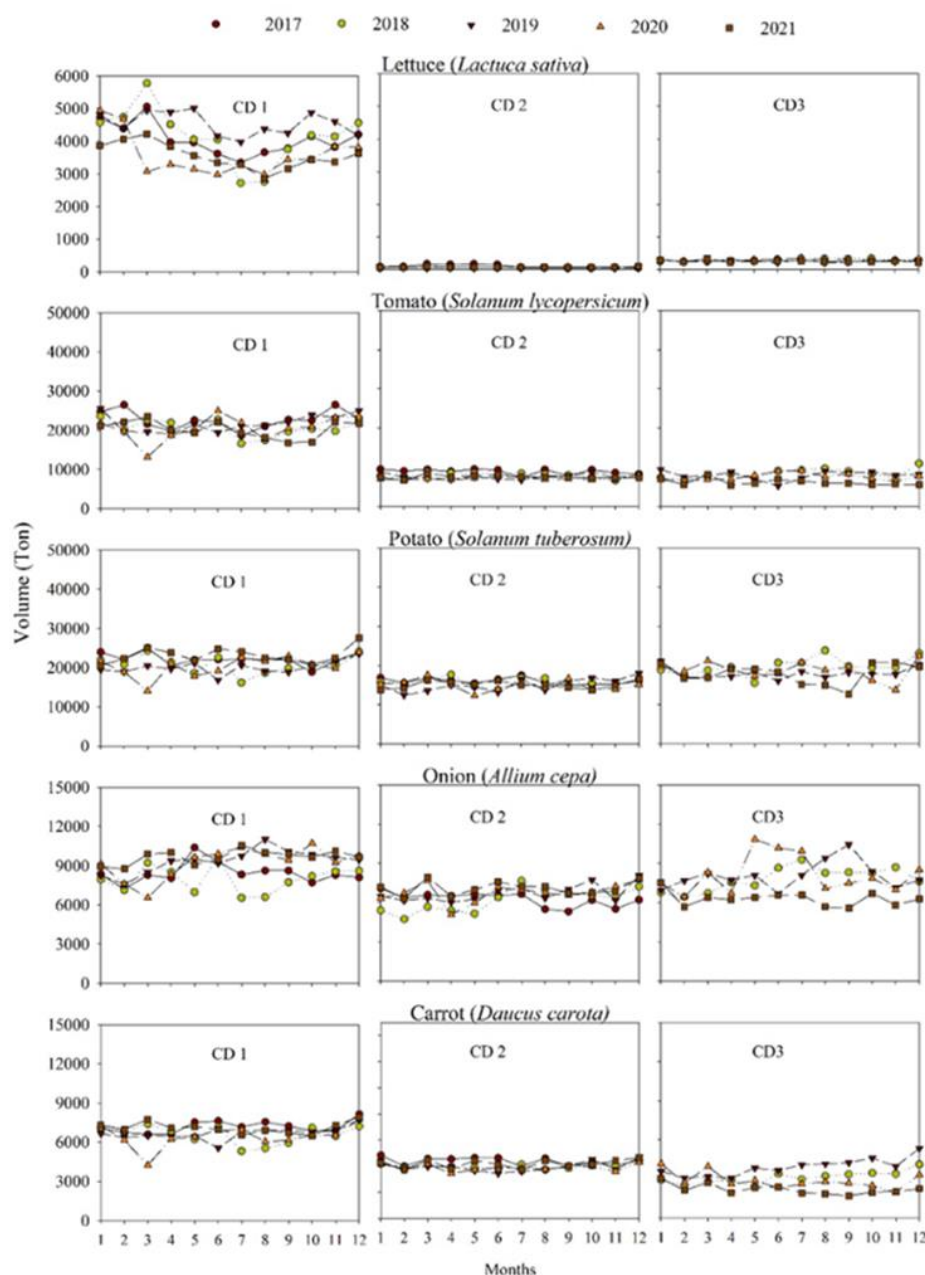 2017 2018 2019 2020 2021
Lettuce (Lactuca sativa)
6000
5000
4000
3000
2000
1000
0
CD 1
CD 2
CD3
Tomato (Solanum lycopersicum)
50000
40000
30000
20000
10000
0
CD 1
CD 2
CD3
Potato (Solanum tuberosum)
50000
40000
30000
20000
10000
0
CD 1
CD 2
CD3
Volume (Ton)
Onion (Allium cepa)
15000
12000
9000
6000
3000
0
CD 1
CD 2
CD3
Carrot (Daucus carota)
15000
12000
9000
6000
3000
0
CD 1
CD 2
CD3
1 2 3 4 5 6 7 8 9 10 11 12
1 2 3 4 5 6 7 8 9 10 11 12
1 2 3 4 5 6 7 8 9 10 11 12
Months